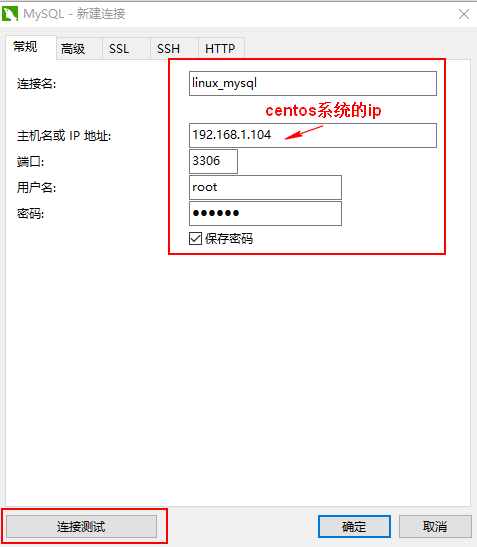 MySQL - 新建连接
常规 高级 SSL SSH HTTP
连接名: linux_mysql
centos系统的ip
主机名或 IP 地址: 192.168.1.104
端口: 3306
用户名: root
密码: ●●●●●●
保存密码
连接测试 确定 取消